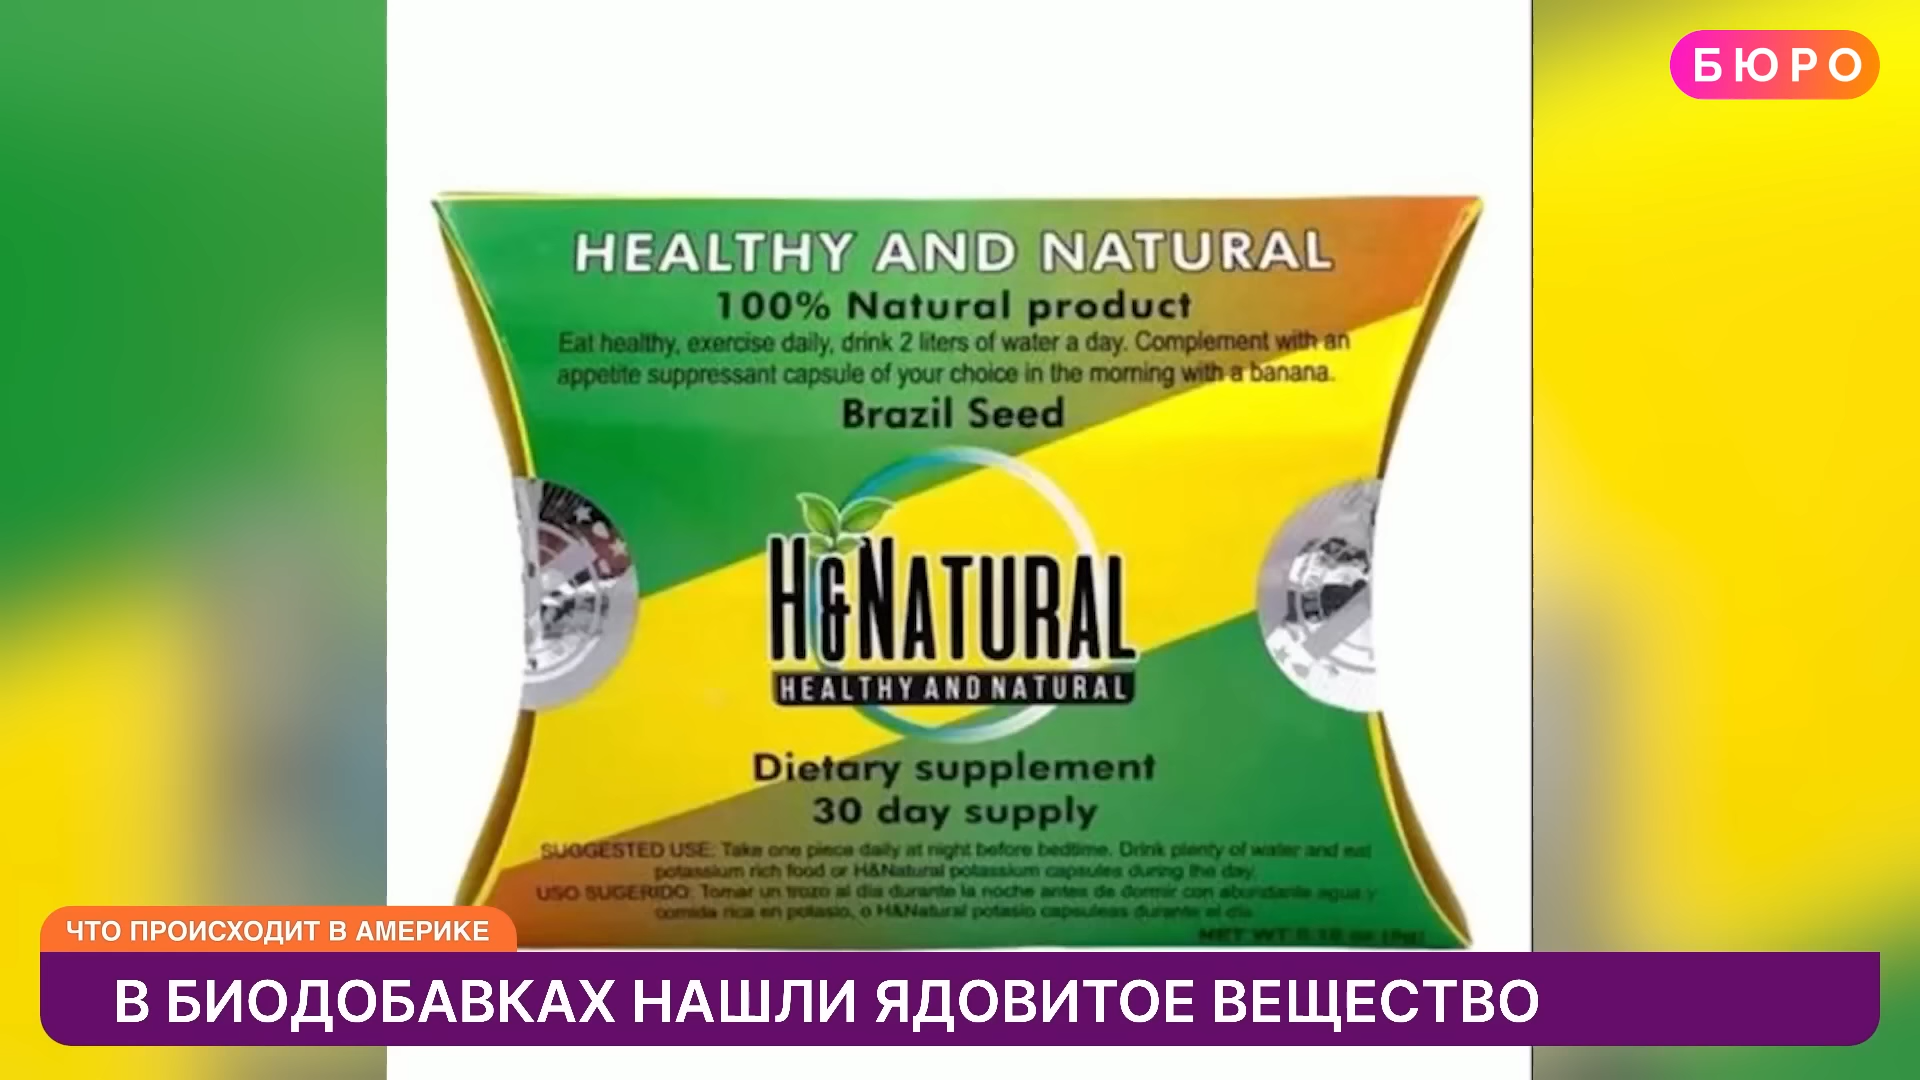 БЮРО
HEALTHY AND NATURAL
100% Natural product
Eat healthy, exercise daily, drink 2 liters of water a day. Complement with an
appetite suppressant capsule of your choice in the morning with a banana.
Brazil Seed
H&NATURAL
HEALTHY AND NATURAL
Dietary supplement
30 day supply
SUGGESTED USE: Take one piece daily at night before bedtime. Drink plenty of water and eat
potassium rich food or H&Natural potassium capsules during the day.
USO SUGERIDO: Tomar un trozo al dia durante la noche antes de dormir con abundante agua y
comida rica en potasio, o H&Natural potasio capsuleas durante el dia
NET WT
ЧТО ПРОИСХОДИТ В АМЕРИКЕ
В БИОДОБАВКАХ НАШЛИ ЯДОВИТОЕ ВЕЩЕСТВО